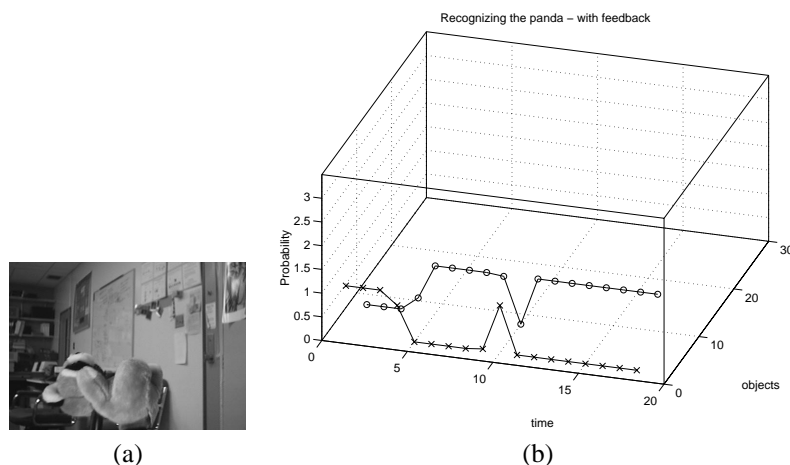 Recognizing the panda – with feedback
3
2.5
2
1.5
1
0.5
0
Probability
0
5
10
15
20
time
0
10
20
30
objects
(a)
(b)